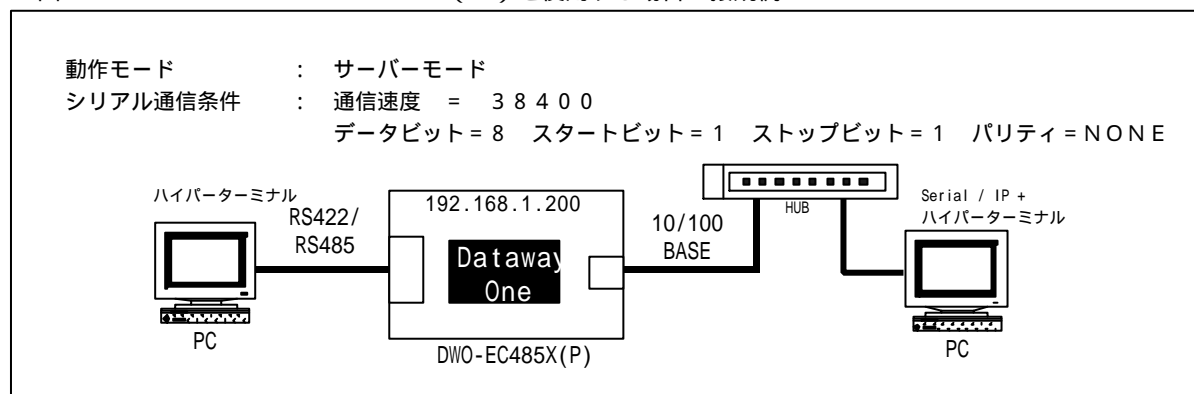 動作モード : サーバーモード
シリアル通信条件 : 通信速度 = 38400
データビット=8 スタートビット=1 ストップビット=1 パリティ=NONE
ハイパーターミナル
RS422/
RS485
PC
192.168.1.200
Dataway
One
DWO-EC485X(P)
10/100
BASE
HUB
Serial / IP +
ハイパーターミナル
PC